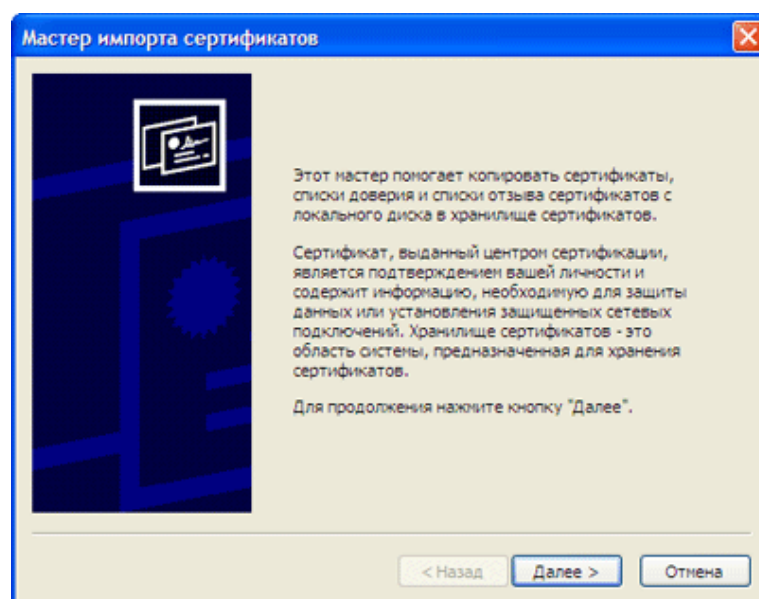 Мастер импорта сертификатов
Этот мастер помогает копировать сертификаты,
списки доверия и списки отзыва сертификатов с
локального диска в хранилище сертификатов.
Сертификат, выданный центром сертификации,
является подтверждением вашей личности и
содержит информацию, необходимую для защиты
данных или установления защищенных сетевых
подключений. Хранилище сертификатов - это
область системы, предназначенная для хранения
сертификатов.
Для продолжения нажмите кнопку "Далее".
< Назад Далее > Отмена